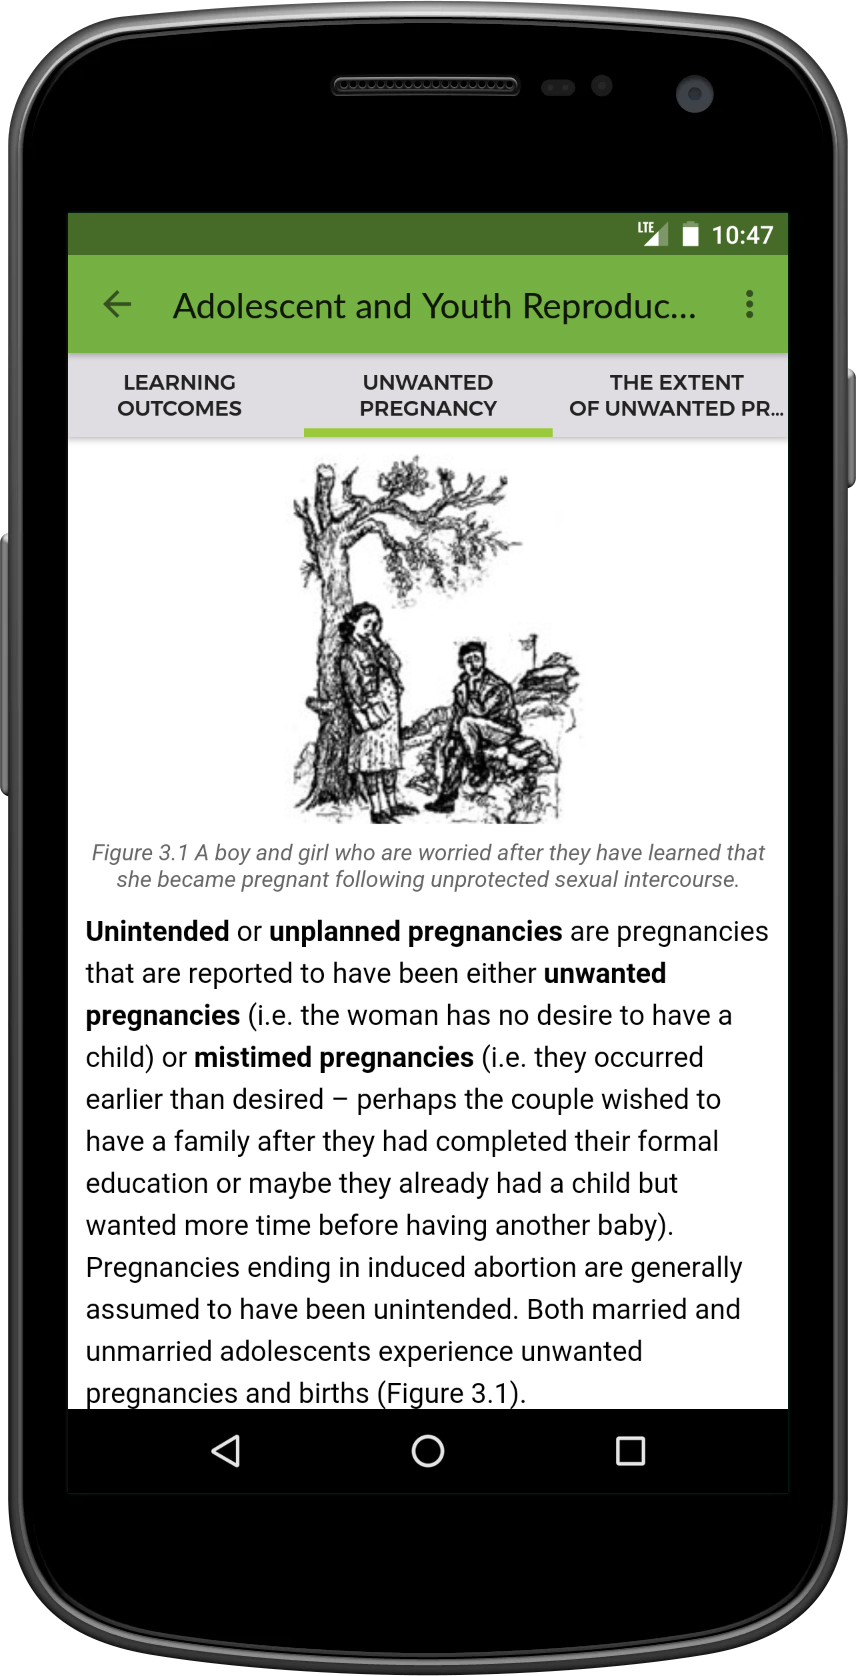 LTE 10:47
Adolescent and Youth Reproduc...
LEARNING
OUTCOMES
UNWANTED
PREGNANCY
THE EXTENT
OF UNWANTED PR...
Figure 3.1 A boy and girl who are worried after they have learned that
she became pregnant following unprotected sexual intercourse.
Unintended or unplanned pregnancies are pregnancies
that are reported to have been either unwanted
pregnancies (i.e. the woman has no desire to have a
child) or mistimed pregnancies (i.e. they occurred
earlier than desired – perhaps the couple wished to
have a family after they had completed their formal
education or maybe they already had a child but
wanted more time before having another baby).
Pregnancies ending in induced abortion are generally
assumed to have been unintended. Both married and
unmarried adolescents experience unwanted
pregnancies and births (Figure 3.1).